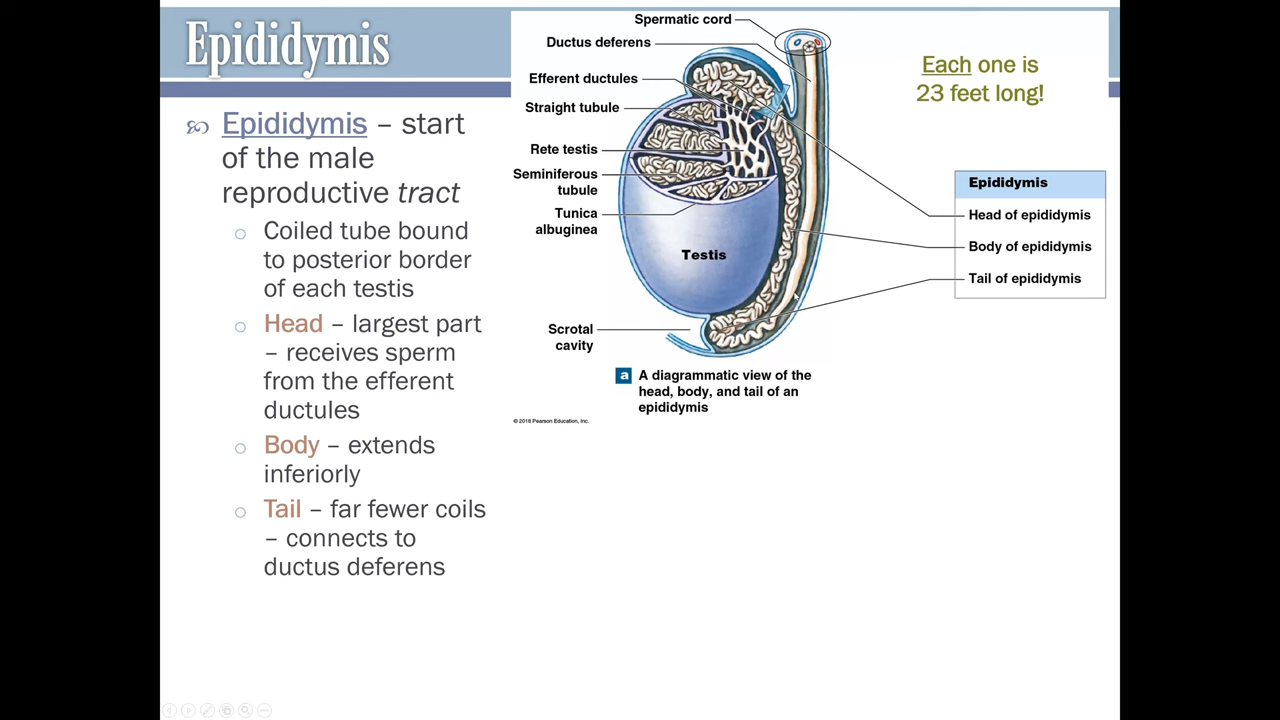 Epididymis
Epididymis – start
of the male
reproductive tract
Coiled tube bound
to posterior border
of each testis
Head – largest part
– receives sperm
from the efferent
ductules
Body – extends
inferiorly
Tail – far fewer coils
– connects to
ductus deferens
Spermatic cord
Ductus deferens
Efferent ductules
Straight tubule
Rete testis
Seminiferous
tubule
Tunica
albuginea
Testis
Scrotal
cavity
Each one is
23 feet long!
Epididymis
Head of epididymis
Body of epididymis
Tail of epididymis
a A diagrammatic view of the
head, body, and tail of an
epididymis
© 2018 Pearson Education, Inc.